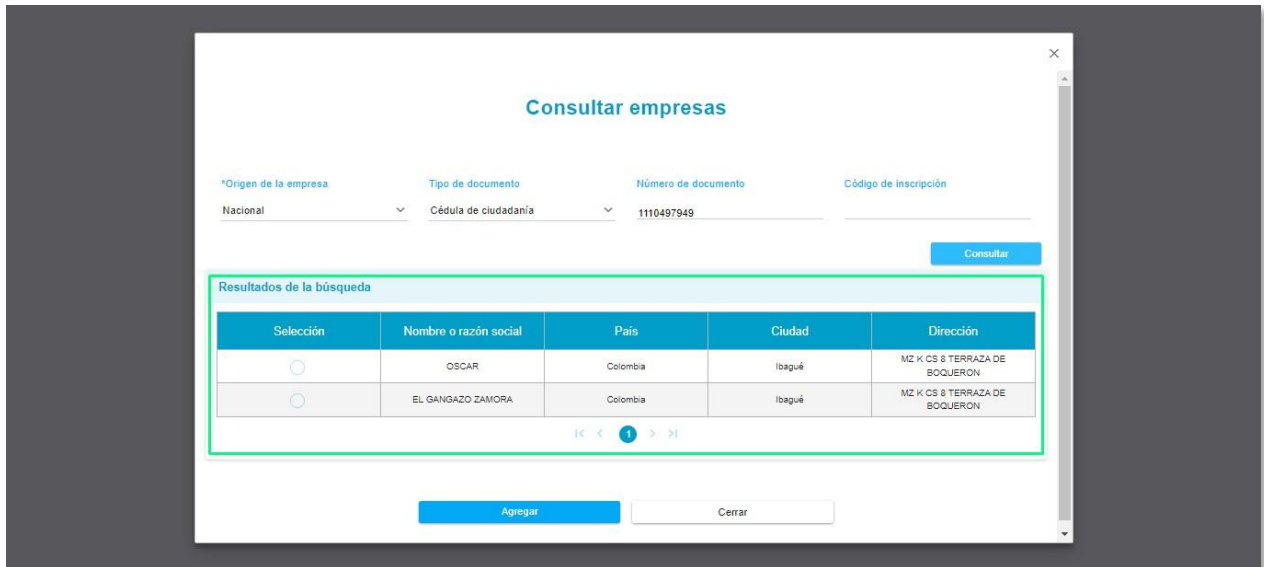 Consultar empresas
*Origen de la empresa Tipo de documento Número de documento Código de inscripción
Nacional Cédula de ciudadanía 1110497949
Consultar
Resultados de la búsqueda
Selección Nombre o razón social País Ciudad Dirección
OSCAR Colombia Ibagué MZ K CS 8 TERRAZA DE
BOQUERON
EL GANGAZO ZAMORA Colombia Ibagué MZ K CS 8 TERRAZA DE
BOQUERON
1
Agregar Cerrar